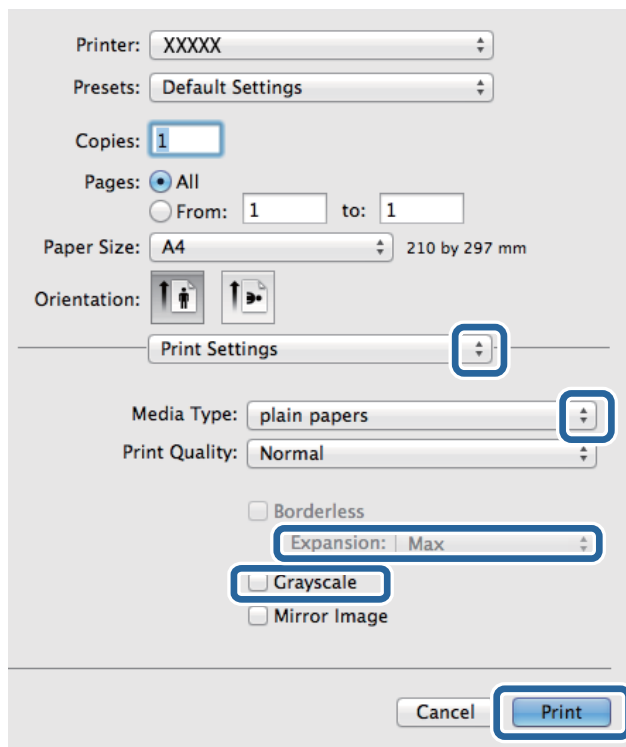 Printer: XXXXX
Presets: Default Settings
Copies: 1
Pages: All
From: 1 to: 1
Paper Size: A4 210 by 297 mm
Orientation:
Print Settings
Media Type: plain papers
Print Quality: Normal
Borderless
Expansion: Max
Grayscale
Mirror Image
Cancel Print